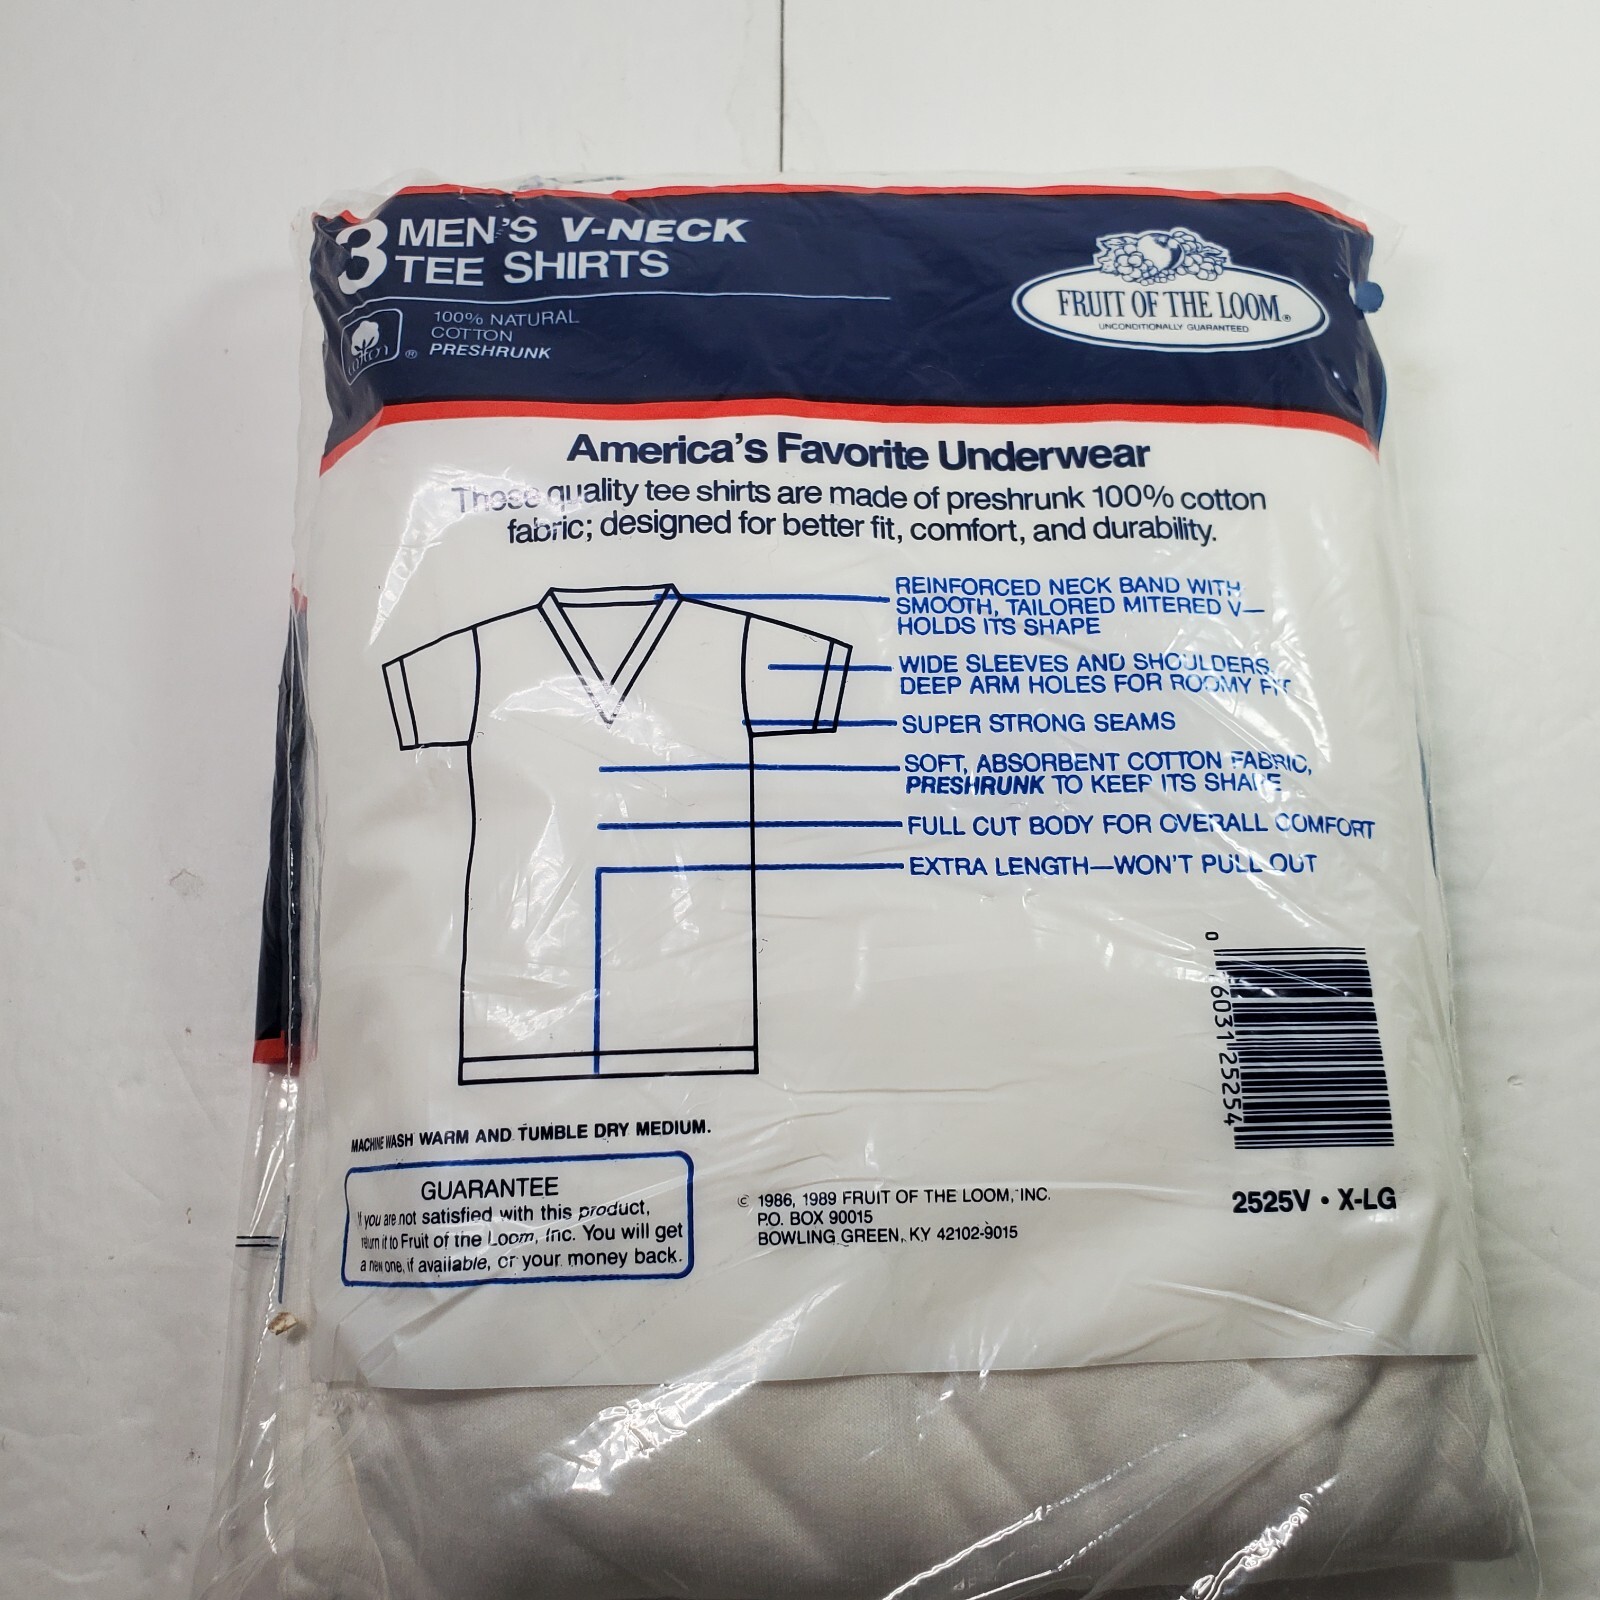 3 MEN'S V-NECK
TEE SHIRTS
cotton ®
100% NATURAL
COTTON
PRESHRUNK
FRUIT OF THE LOOM®
UNCONDITIONALLY GUARANTEED
America's Favorite Underwear
These quality tee shirts are made of preshrunk 100% cotton
fabric; designed for better fit, comfort, and durability.
REINFORCED NECK BAND WITH
SMOOTH, TAILORED MITERED V—
HOLDS ITS SHAPE
WIDE SLEEVES AND SHOULDERS,
DEEP ARM HOLES FOR ROOMY FIT
SUPER STRONG SEAMS
SOFT, ABSORBENT COTTON FABRIC,
PRESHRUNK TO KEEP ITS SHAPE
FULL CUT BODY FOR OVERALL COMFORT
EXTRA LENGTH—WON'T PULL OUT
0 16031 25254
MACHINE WASH WARM AND TUMBLE DRY MEDIUM.
GUARANTEE
If you are not satisfied with this product,
return it to Fruit of the Loom, Inc. You will get
a new one, if available, or your money back.
© 1986, 1989 FRUIT OF THE LOOM, INC.
P.O. BOX 90015
BOWLING GREEN, KY 42102-9015
2525V • X-LG